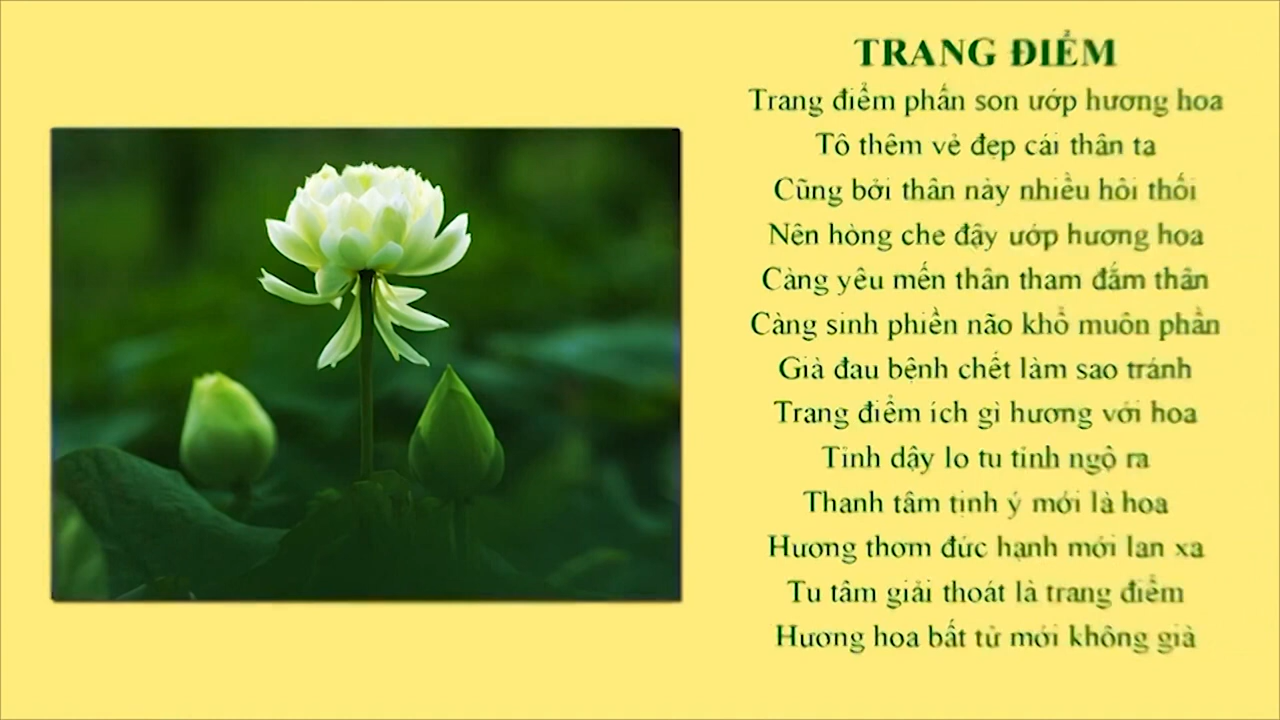 TRANG ĐIỂM
Trang điểm phấn son ướp hương hoa
Tô thêm vẻ đẹp cái thân ta
Cũng bởi thân này nhiều hôi thối
Nên hòng che đậy ướp hương hoa
Càng yêu mến thân tham đắm thân
Càng sinh phiền não khổ muôn phần
Già đau bệnh chết làm sao tránh
Trang điểm ích gì hương với hoa
Tỉnh dậy lo tu tỉnh ngộ ra
Thanh tâm tịnh ý mới là hoa
Hương thơm đức hạnh mới lan xa
Tu tâm giải thoát là trang điểm
Hương hoa bất tử mới không già